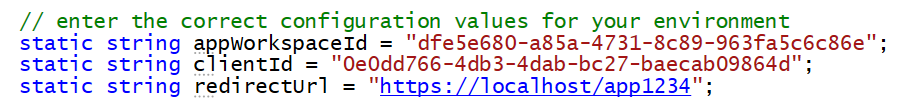 // enter the correct configuration values for your environment
static string appWorkspaceId = "dfe5e680-a85a-4731-8c89-963fa5c6c86e";
static string clientId = "0e0dd766-4db3-4dab-bc27-baecab09864d";
static string redirectUrl = "https://localhost/app1234";